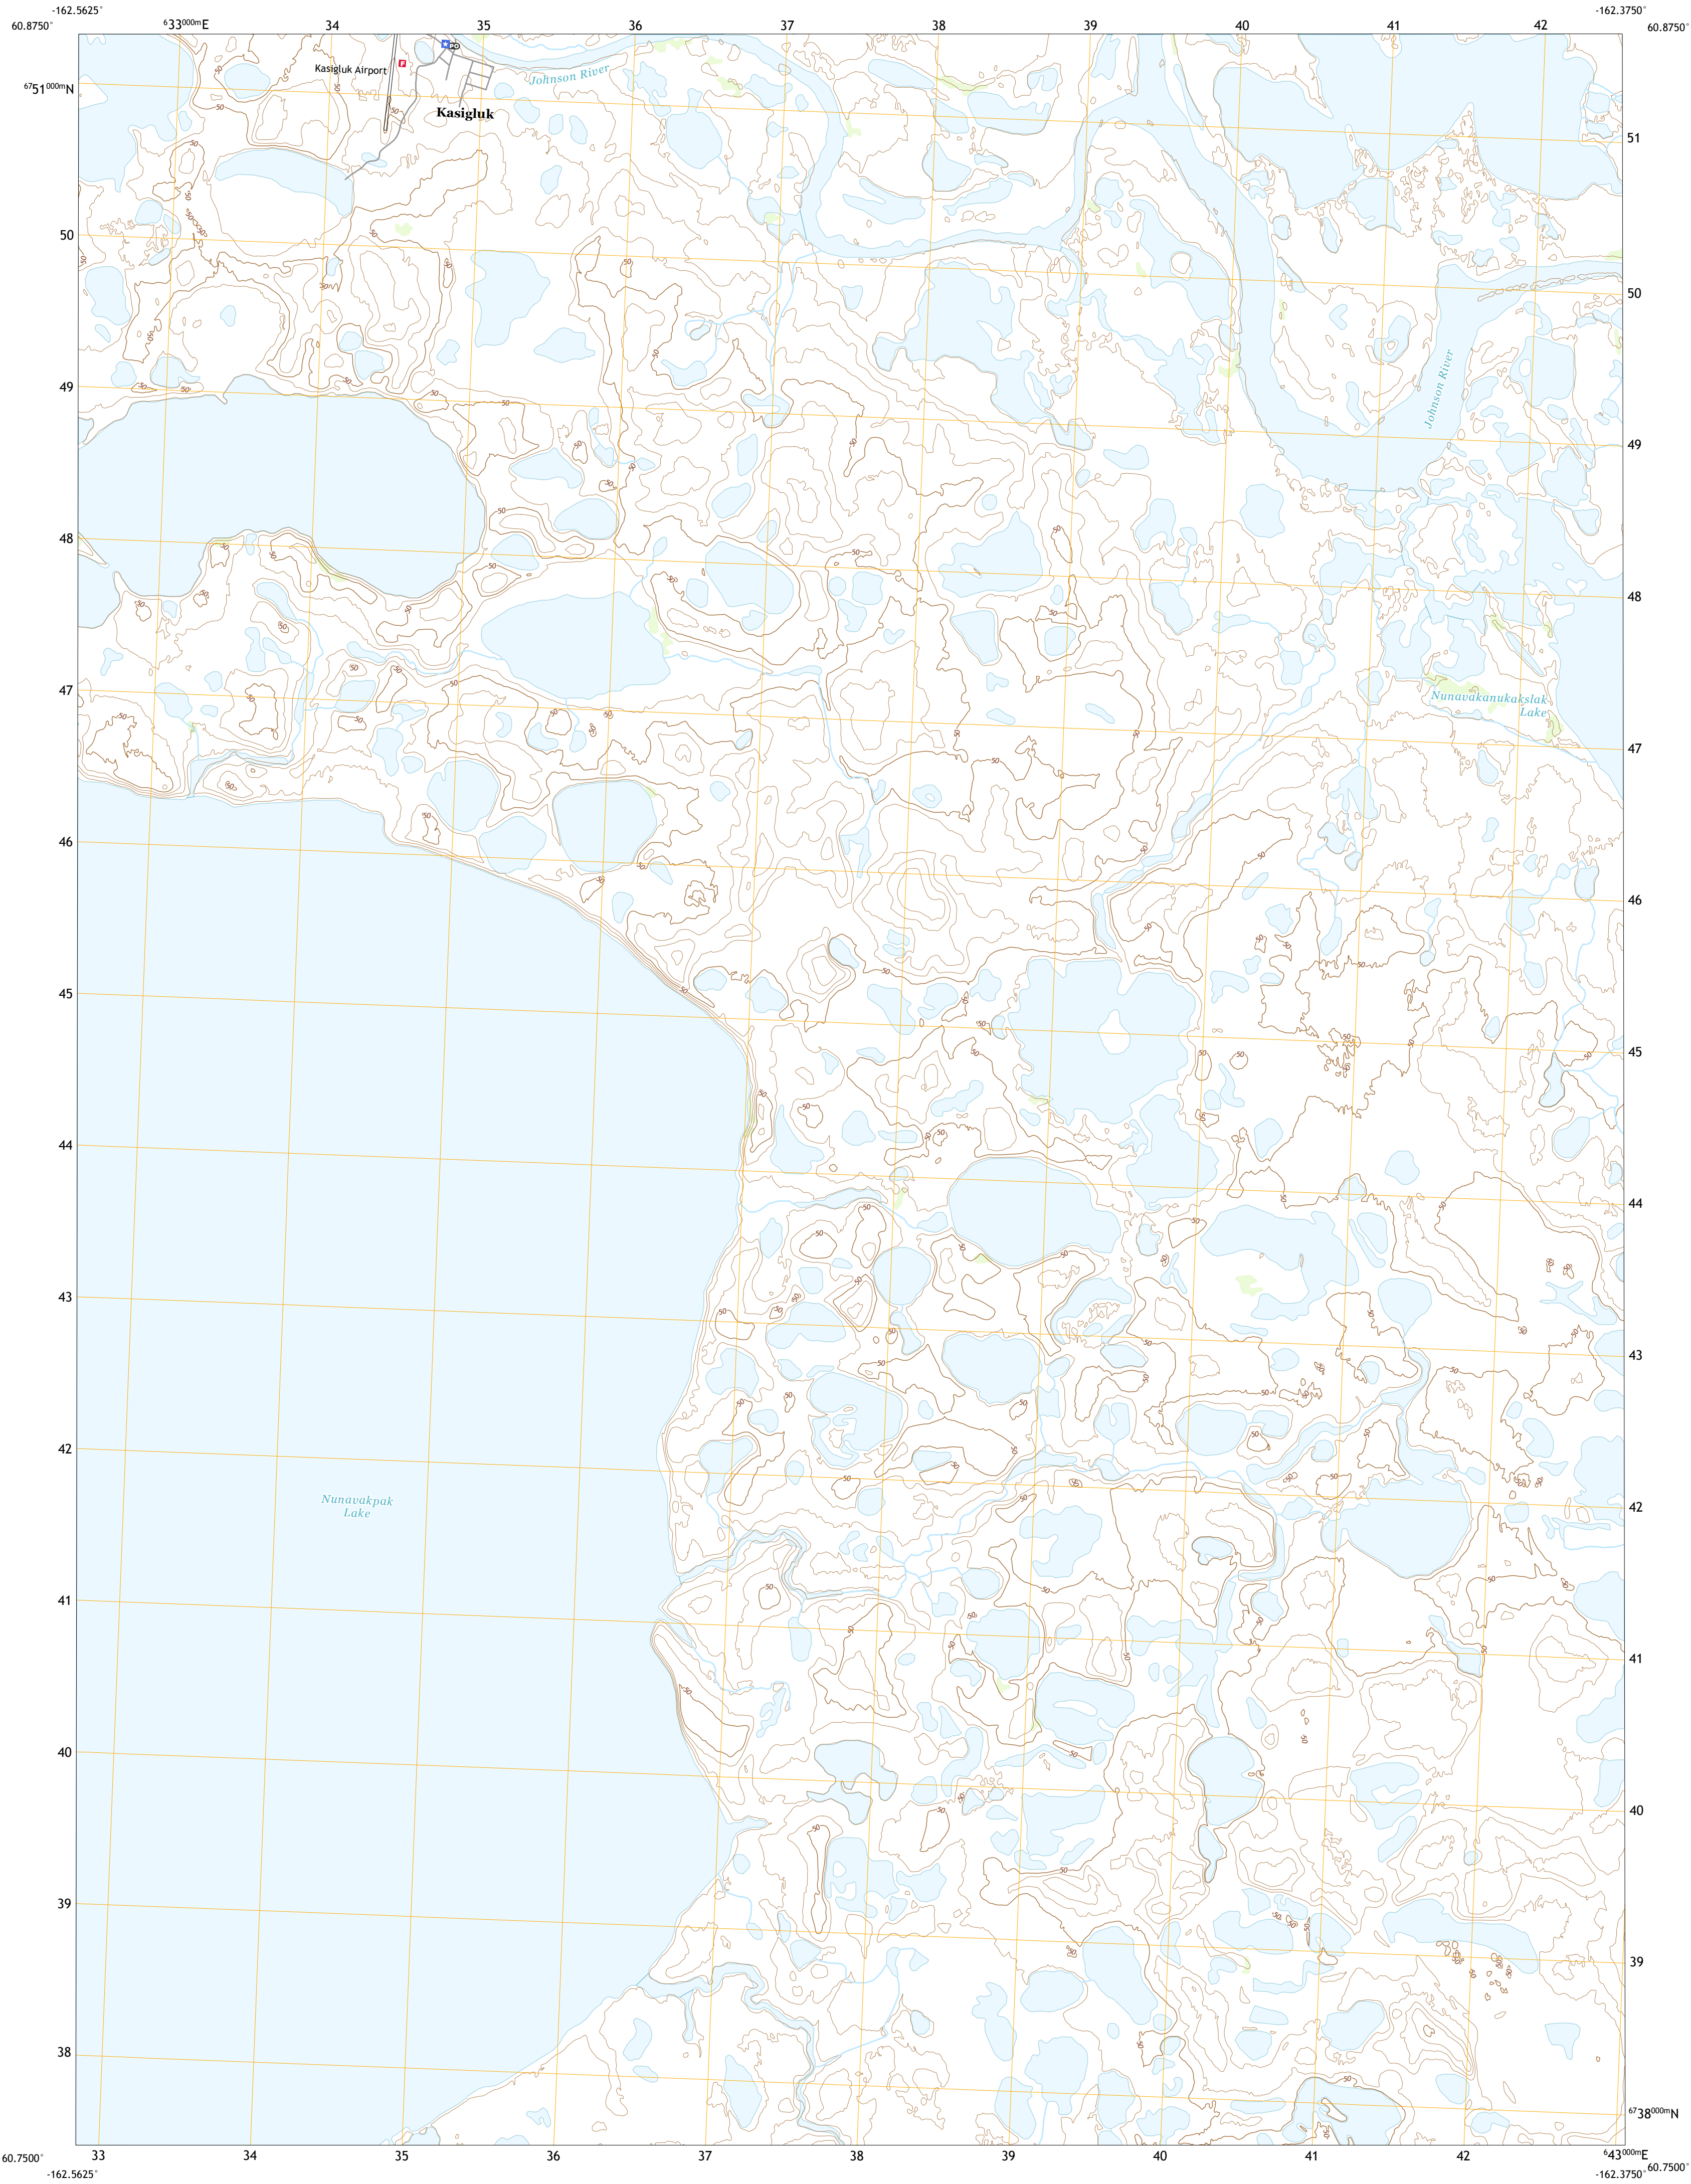 -162.5625°
-162.3750°
60.8750° ⁶33⁰⁰⁰ᵐE 34 35 36 37 38 39 40 41 42 60.8750°
PO
F
Kasigluk Airport
Johnson River
⁶⁷51⁰⁰⁰ᵐN
Kasigluk
51
50
50
Johnson River
49
49
48
48
47
Nunavakanukakslak
Lake
47
46
46
45
45
44
44
43
43
42
Nunavakpak
Lake
42
41
41
40
40
39
39
38
⁶⁷38⁰⁰⁰ᵐN
60.7500° 33 34 35 36 37 38 39 40 41 42 ⁶43⁰⁰⁰ᵐE 60.7500°
-162.5625°
-162.3750°